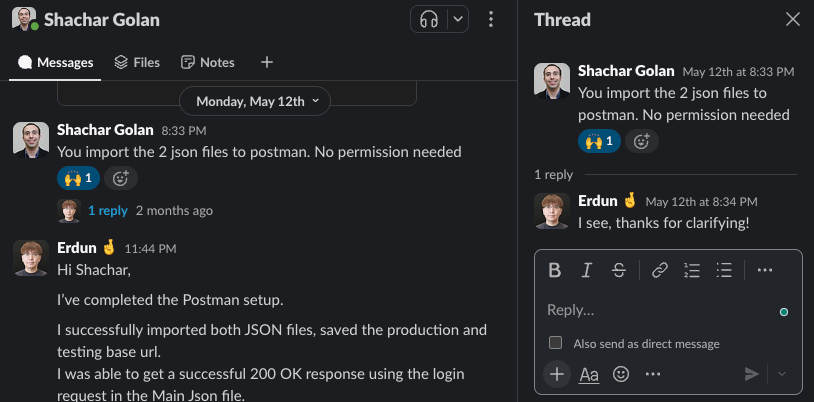 Shachar Golan
Messages
Files
Notes
Monday, May 12th
Shachar Golan 8:33 PM
You import the 2 json files to postman. No permission needed
🙌 1
1 reply 2 months ago
Erdun 🤞 11:44 PM
Hi Shachar,
I've completed the Postman setup.
I successfully imported both JSON files, saved the production and
testing base url.
I was able to get a successful 200 OK response using the login
request in the Main Json file.
Thread
Shachar Golan May 12th at 8:33 PM
You import the 2 json files to
postman. No permission needed
🙌 1
1 reply
Erdun 🤞 May 12th at 8:34 PM
I see, thanks for clarifying!
B I S
Reply...
Also send as direct message
Aa